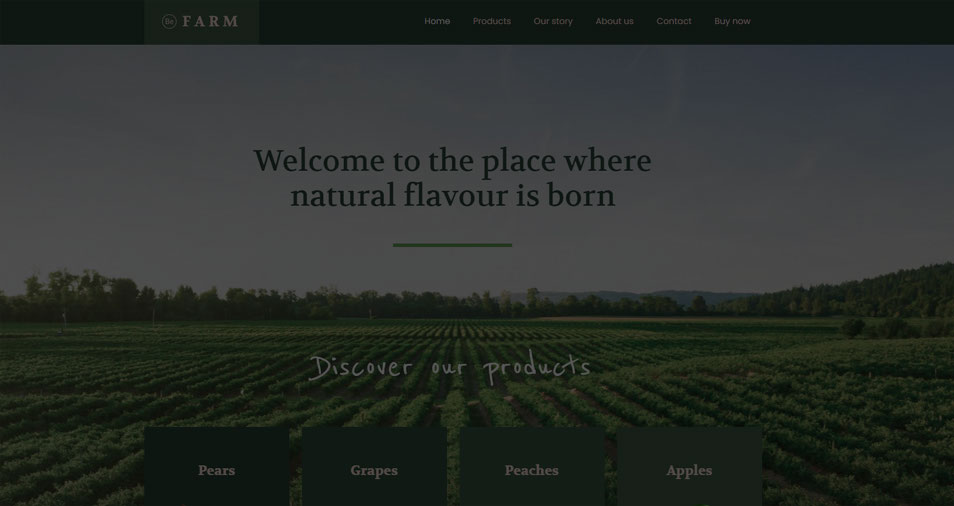 Be FARM
Home Products Our story About us Contact Buy now
Welcome to the place where
natural flavour is born
Discover our products
Pears Grapes Peaches Apples